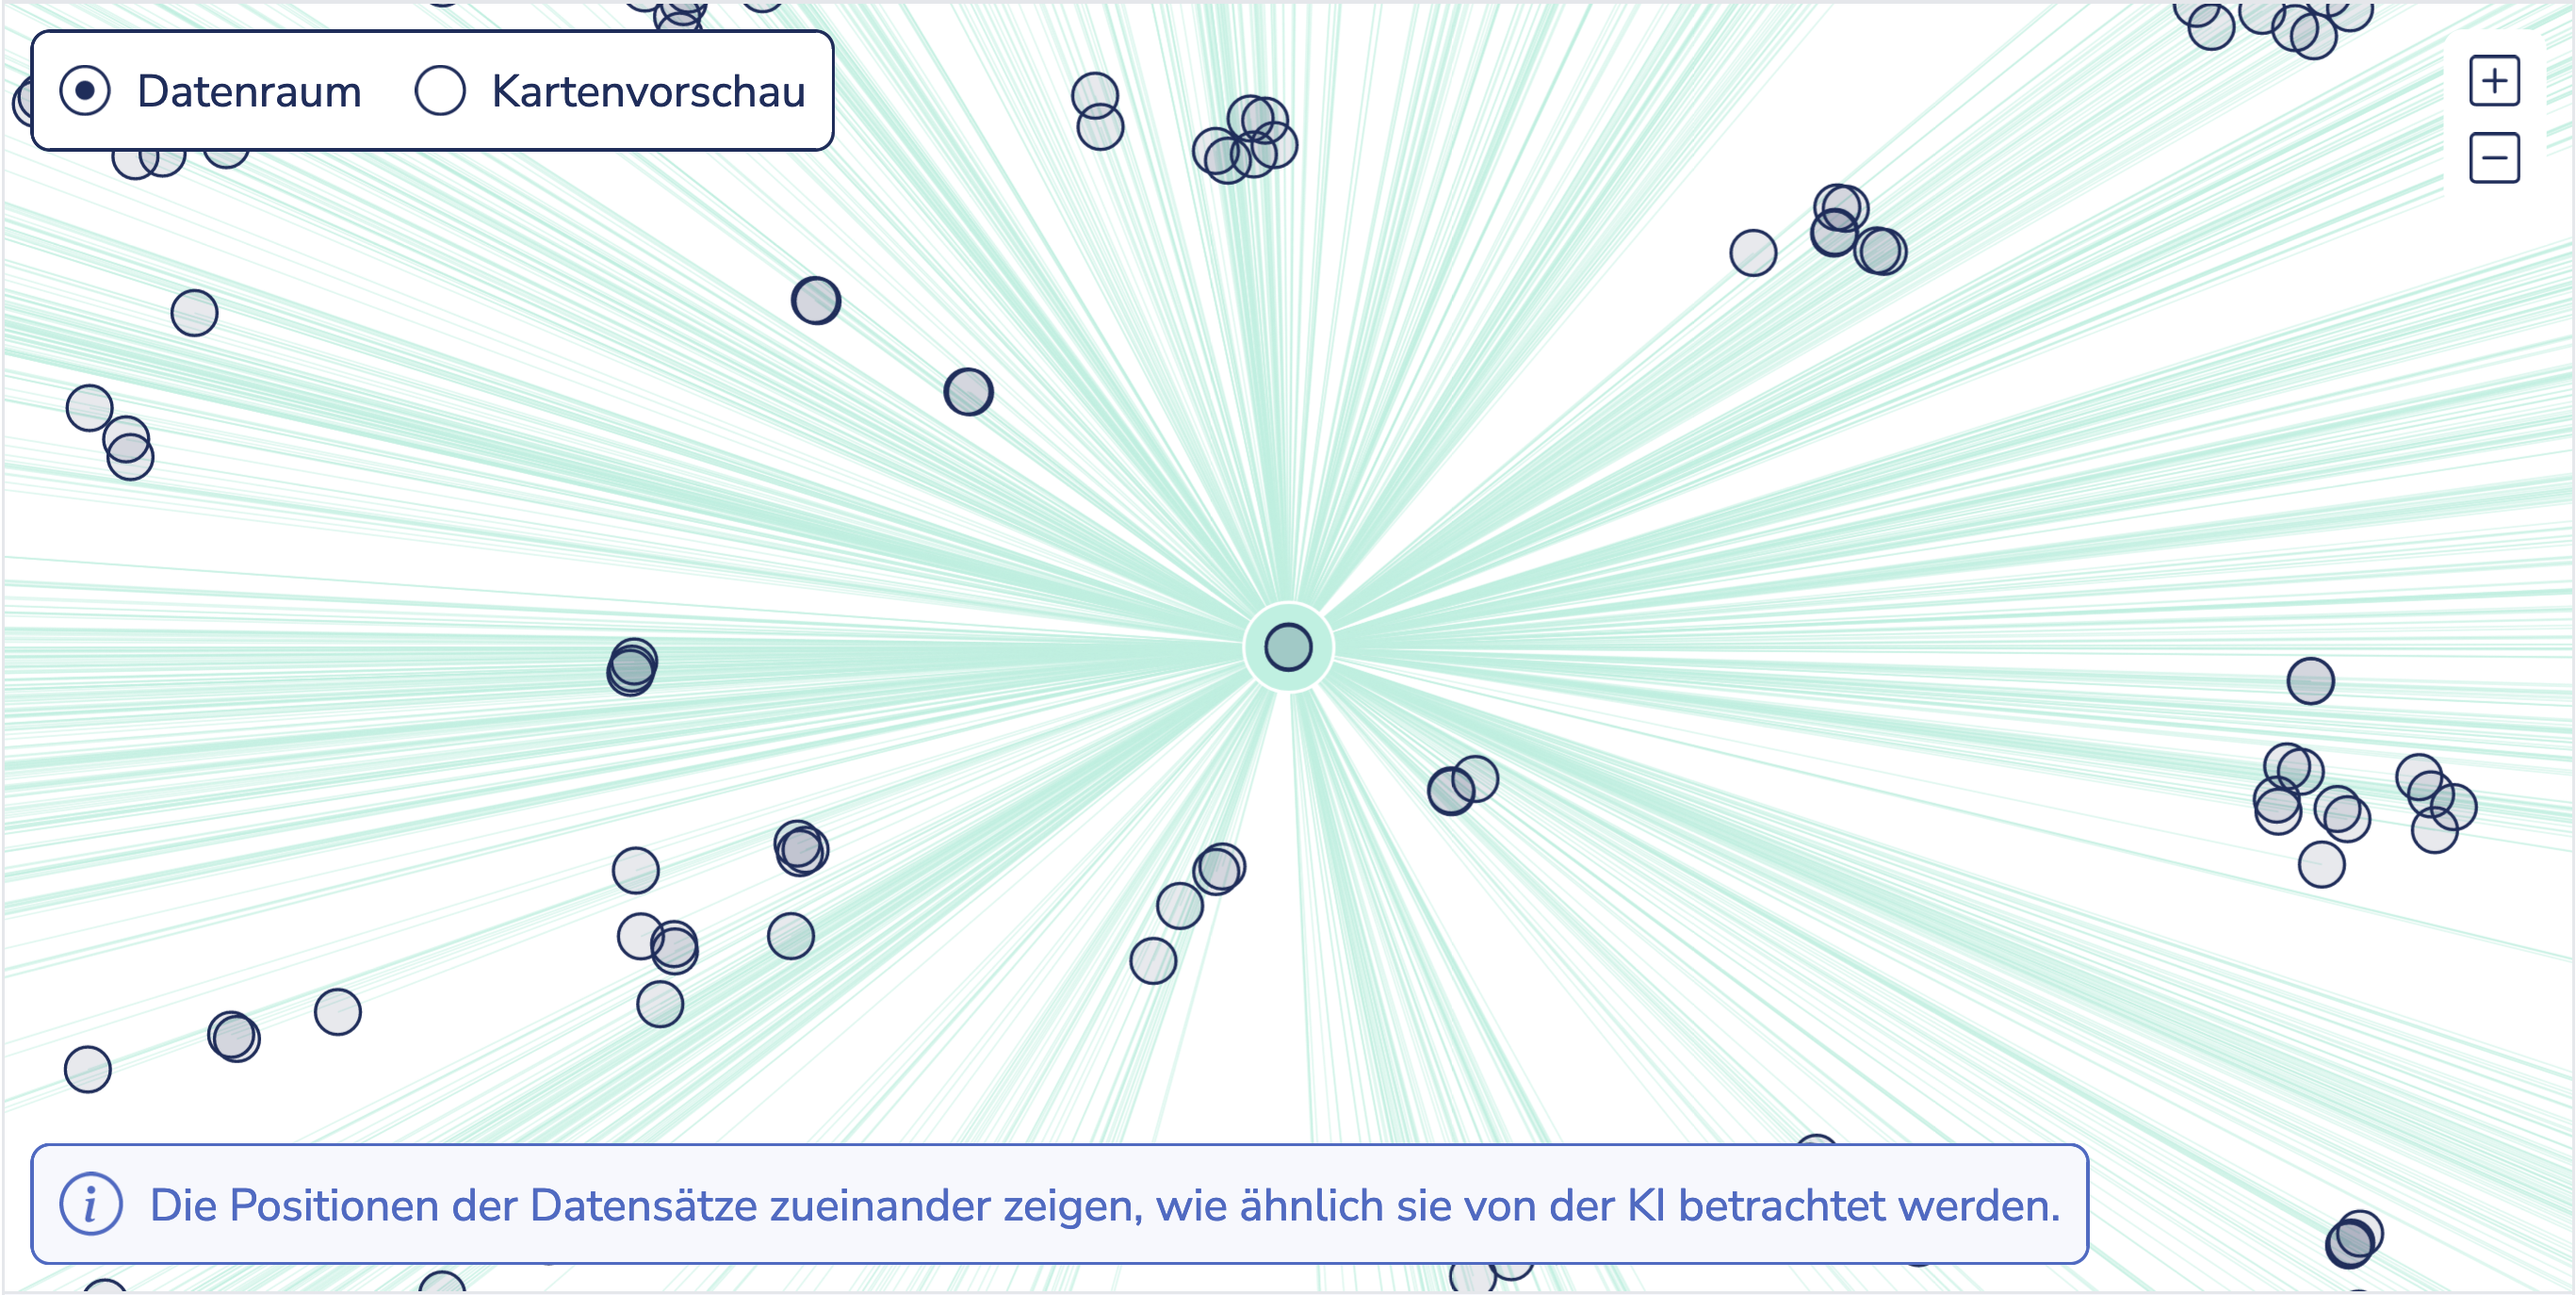 Datenraum Kartenvorschau
Die Positionen der Datensätze zueinander zeigen, wie ähnlich sie von der KI betrachtet werden.